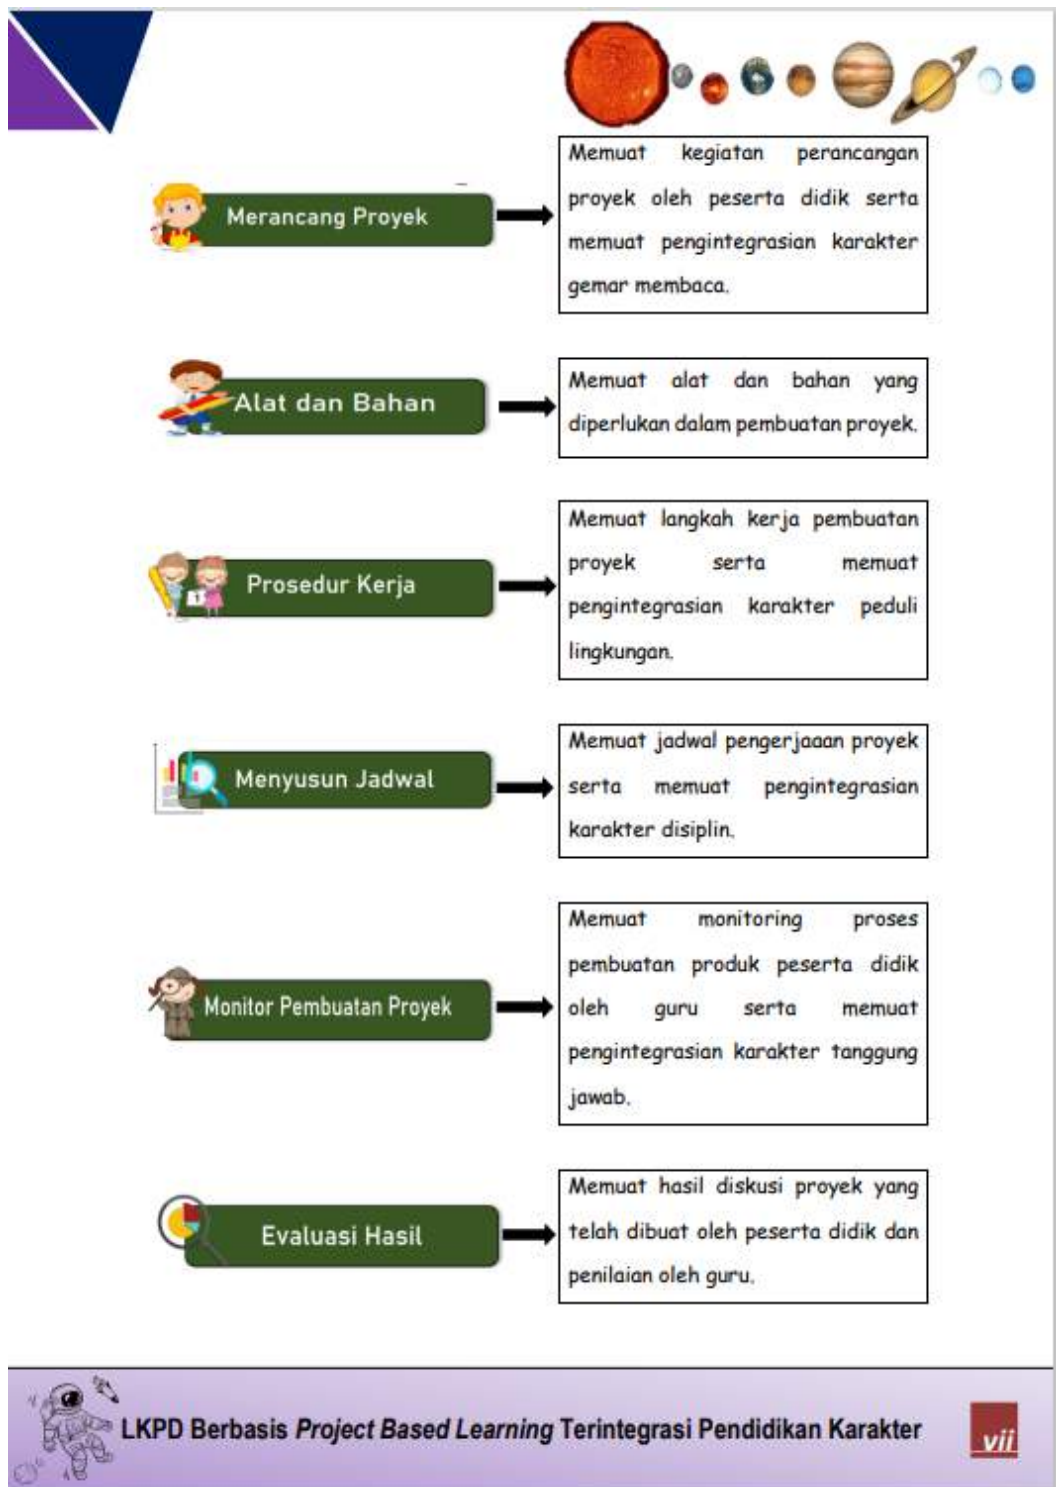 Merancang Proyek
Memuat kegiatan perancangan
proyek oleh peserta didik serta
memuat pengintegrasian karakter
gemar membaca.
Alat dan Bahan
Memuat alat dan bahan yang
diperlukan dalam pembuatan proyek.
Prosedur Kerja
Memuat langkah kerja pembuatan
proyek serta memuat
pengintegrasian karakter peduli
lingkungan.
Menyusun Jadwal
Memuat jadwal pengerjaaan proyek
serta memuat pengintegrasian
karakter disiplin.
Monitor Pembuatan Proyek
Memuat monitoring proses
pembuatan produk peserta didik
oleh guru serta memuat
pengintegrasian karakter tanggung
jawab.
Evaluasi Hasil
Memuat hasil diskusi proyek yang
telah dibuat oleh peserta didik dan
penilaian oleh guru.
LKPD Berbasis Project Based Learning Terintegrasi Pendidikan Karakter
vii